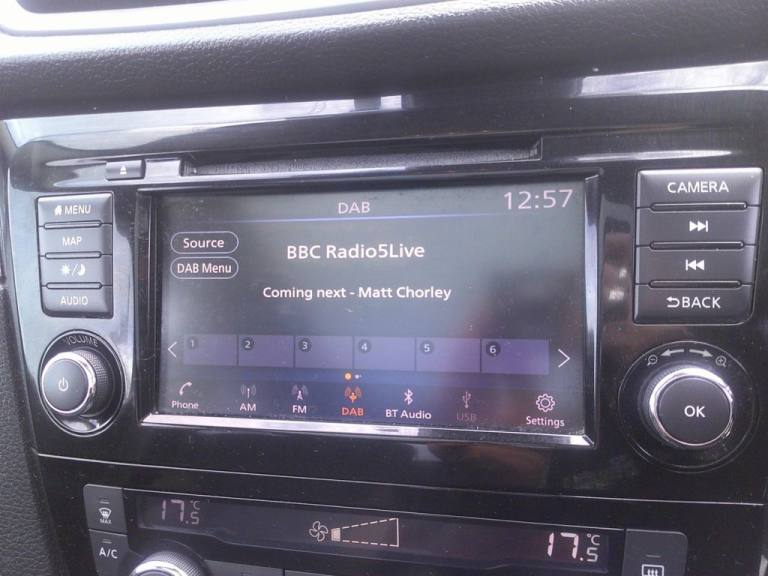 DAB
12:57
MENU
MAP
AUDIO
VOLUME
Source
DAB Menu
BBC Radio5Live
Coming next - Matt Chorley
1 2 3 4 5 6
Phone AM FM DAB BT Audio USB Settings
CAMERA
BACK
OK
MAX
A/C
17.5°C
17.5°C